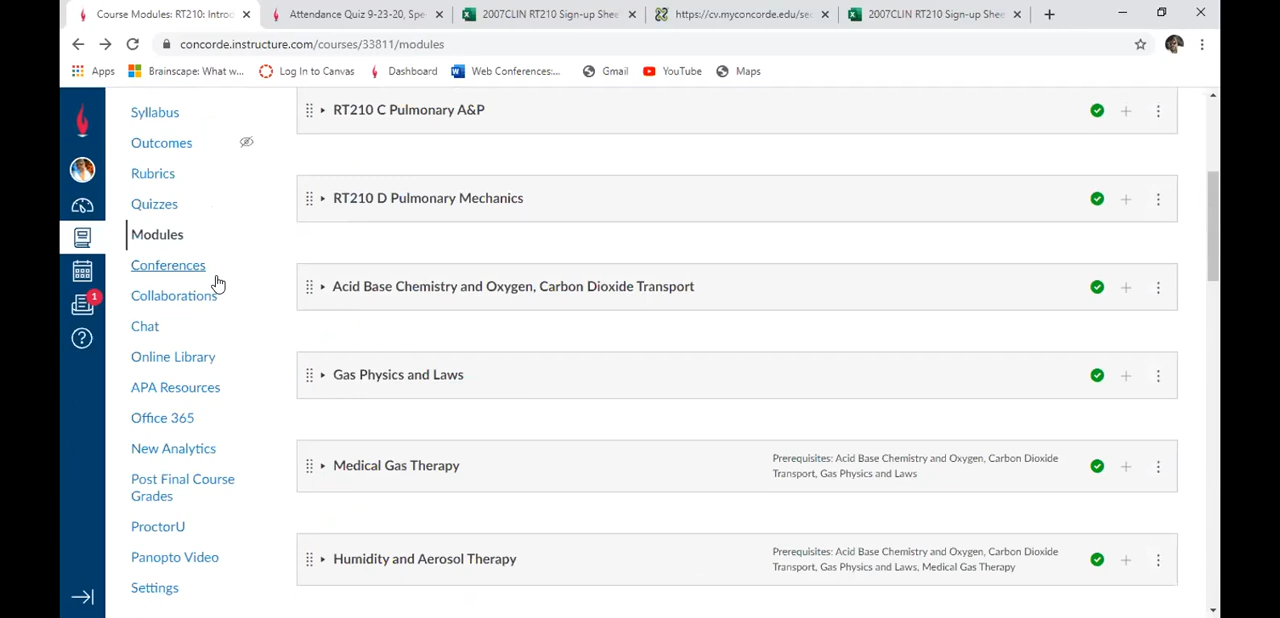 Course Modules: RT210: Introd
Attendance Quiz 9-23-20, Spe
2007CLIN RT210 Sign-up Shee
https://cv.myconcorde.edu/se
2007CLIN RT210 Sign-up Shee
concorde.instructure.com/courses/33811/modules
Apps
Brainscape: What w...
Log In to Canvas
Dashboard
Web Conferences:...
Gmail
YouTube
Maps
Syllabus
Outcomes
Rubrics
Quizzes
Modules
Conferences
Collaborations
Chat
Online Library
APA Resources
Office 365
New Analytics
Post Final Course
Grades
ProctorU
Panopto Video
Settings
1
RT210 C Pulmonary A&P
RT210 D Pulmonary Mechanics
Acid Base Chemistry and Oxygen, Carbon Dioxide Transport
Gas Physics and Laws
Medical Gas Therapy
Prerequisites: Acid Base Chemistry and Oxygen, Carbon Dioxide
Transport, Gas Physics and Laws
Humidity and Aerosol Therapy
Prerequisites: Acid Base Chemistry and Oxygen, Carbon Dioxide
Transport, Gas Physics and Laws, Medical Gas Therapy